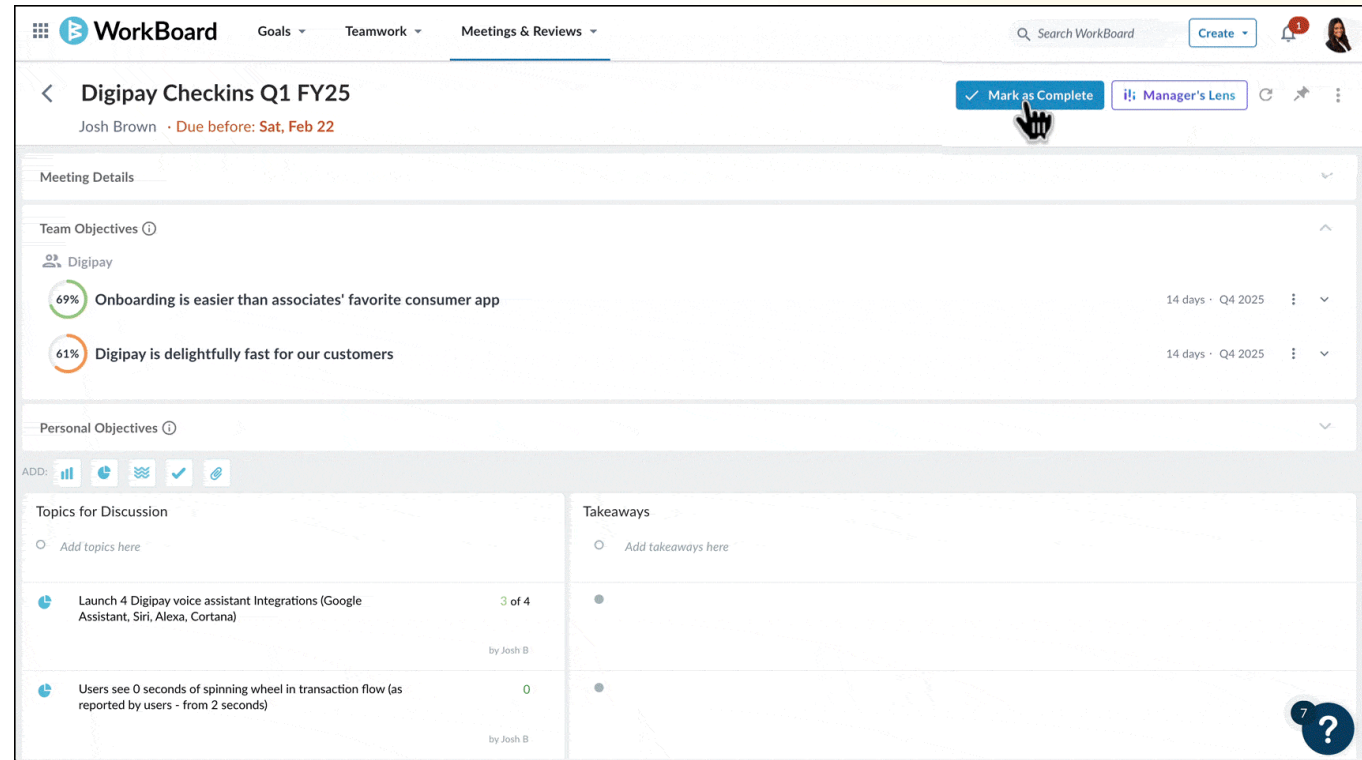 WorkBoard
Goals
Teamwork
Meetings & Reviews
Search WorkBoard
Create
1
Digipay Checkins Q1 FY25
Mark as Complete
Manager's Lens
Josh Brown · Due before: Sat, Feb 22
Meeting Details
Team Objectives
Digipay
69% Onboarding is easier than associates' favorite consumer app 14 days · Q4 2025
61% Digipay is delightfully fast for our customers 14 days · Q4 2025
Personal Objectives
ADD:
Topics for Discussion
Add topics here
Launch 4 Digipay voice assistant Integrations (Google
Assistant, Siri, Alexa, Cortana)
3 of 4
by Josh B
Users see 0 seconds of spinning wheel in transaction flow (as
reported by users - from 2 seconds)
0
by Josh B
Takeaways
Add takeaways here
7
?